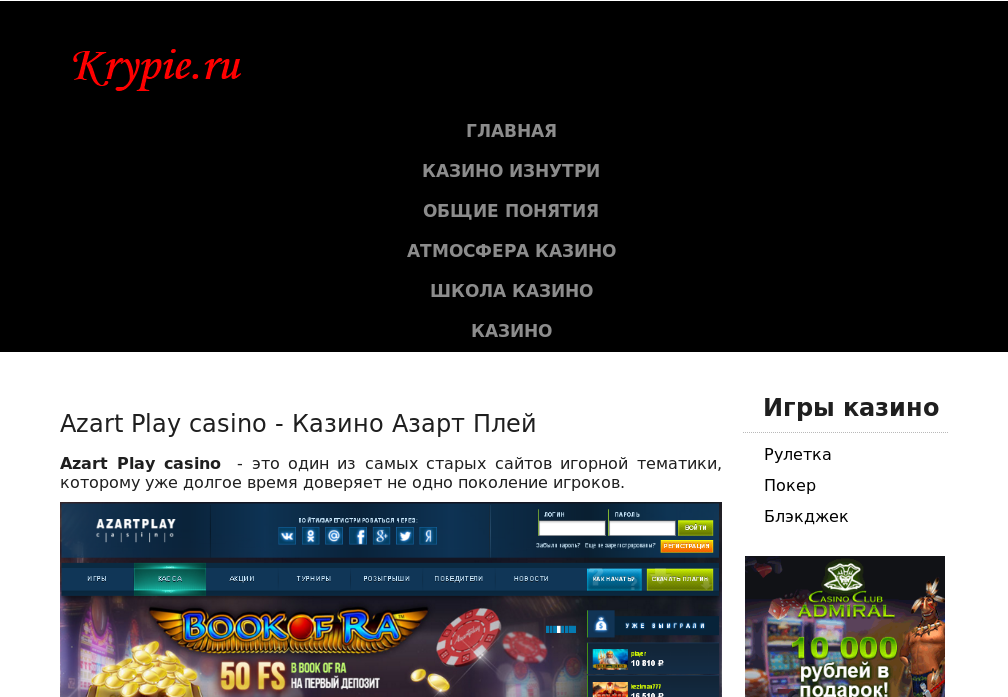 Krypie.ru
ГЛАВНАЯ
КАЗИНО ИЗНУТРИ
ОБЩИЕ ПОНЯТИЯ
АТМОСФЕРА КАЗИНО
ШКОЛА КАЗИНО
КАЗИНО
Azart Play casino - Казино Азарт Плей
Azart Play casino - это один из самых старых сайтов игорной тематики,
которому уже долгое время доверяет не одно поколение игроков.
AZARTPLAY
c|a|s|i|n|o
ВОЙТИ/ЗАРЕГИСТРИРОВАТЬСЯ ЧЕРЕЗ:
ЛОГИН
ПАРОЛЬ
ВОЙТИ
Забыли пароль?
Еще не зарегистрированы?
РЕГИСТРАЦИЯ
ИГРЫ
КАССА
АКЦИИ
ТУРНИРЫ
РОЗЫГРЫШИ
ПОБЕДИТЕЛИ
НОВОСТИ
КАК НАЧАТЬ?
СКАЧАТЬ ПЛАГИН
BOOK OF RA
50 FS
В BOOK OF RA
НА ПЕРВЫЙ ДЕПОЗИТ
УЖЕ ВЫИГРАЛИ
player
10 810 ₽
16 510 ₽
Игры казино
Рулетка
Покер
Блэкджек
CASINO CLUB
ADMIRAL
10 000
рублей в
подарок!